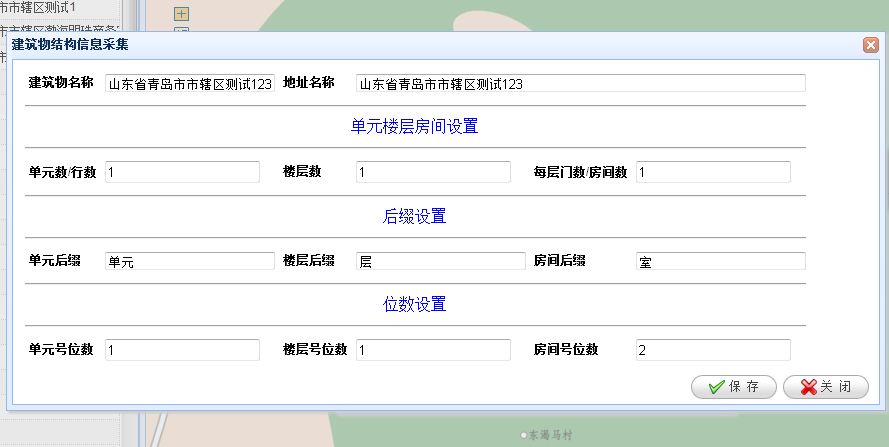 市市辖区测试1
建筑物结构信息采集
建筑物名称 山东省青岛市市辖区测试123 地址名称 山东省青岛市市辖区测试123
单元楼层房间设置
单元数/行数 1 楼层数 1 每层门数/房间数 1
后缀设置
单元后缀 单元 楼层后缀 层 房间后缀 室
位数设置
单元号位数 1 楼层号位数 1 房间号位数 2
保 存 关 闭